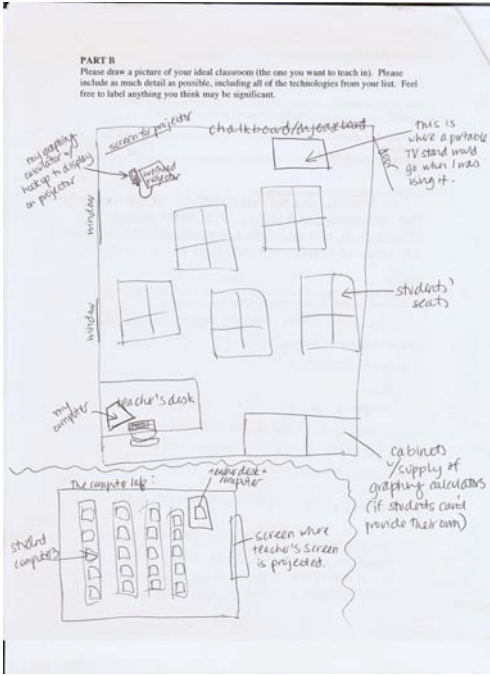 PART B
Please draw a picture of your ideal classroom (the one you want to teach in). Please
include as much detail as possible, including all of the technologies from your list. Feel
free to label anything you think may be significant.
screen for projector
chalkboard/dry erase board
my graphing
calculator w/
hookup to display
on projector
overhead
projector
door
this is
where a portable
TV stand would
go when I was
using it.
window
window
students'
seats
teacher's desk
my
computer
cabinets
w/supply of
graphing calculators
(if students can't
provide their own)
The computer lab:
teacher desk +
computer
student
computers
screen where
teacher's screen
is projected.